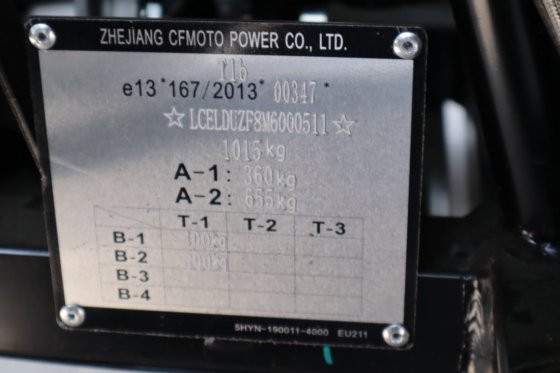 ZHEJIANG CFMOTO POWER CO., LTD.
T1b
e13*167/2013*00347*
☆LCELDUZF8M6000511☆
1015kg
A-1: 360kg
A-2: 655kg
T-1 T-2 T-3
B-1
B-2
B-3
B-4
5HYN-190011-4000 EU211